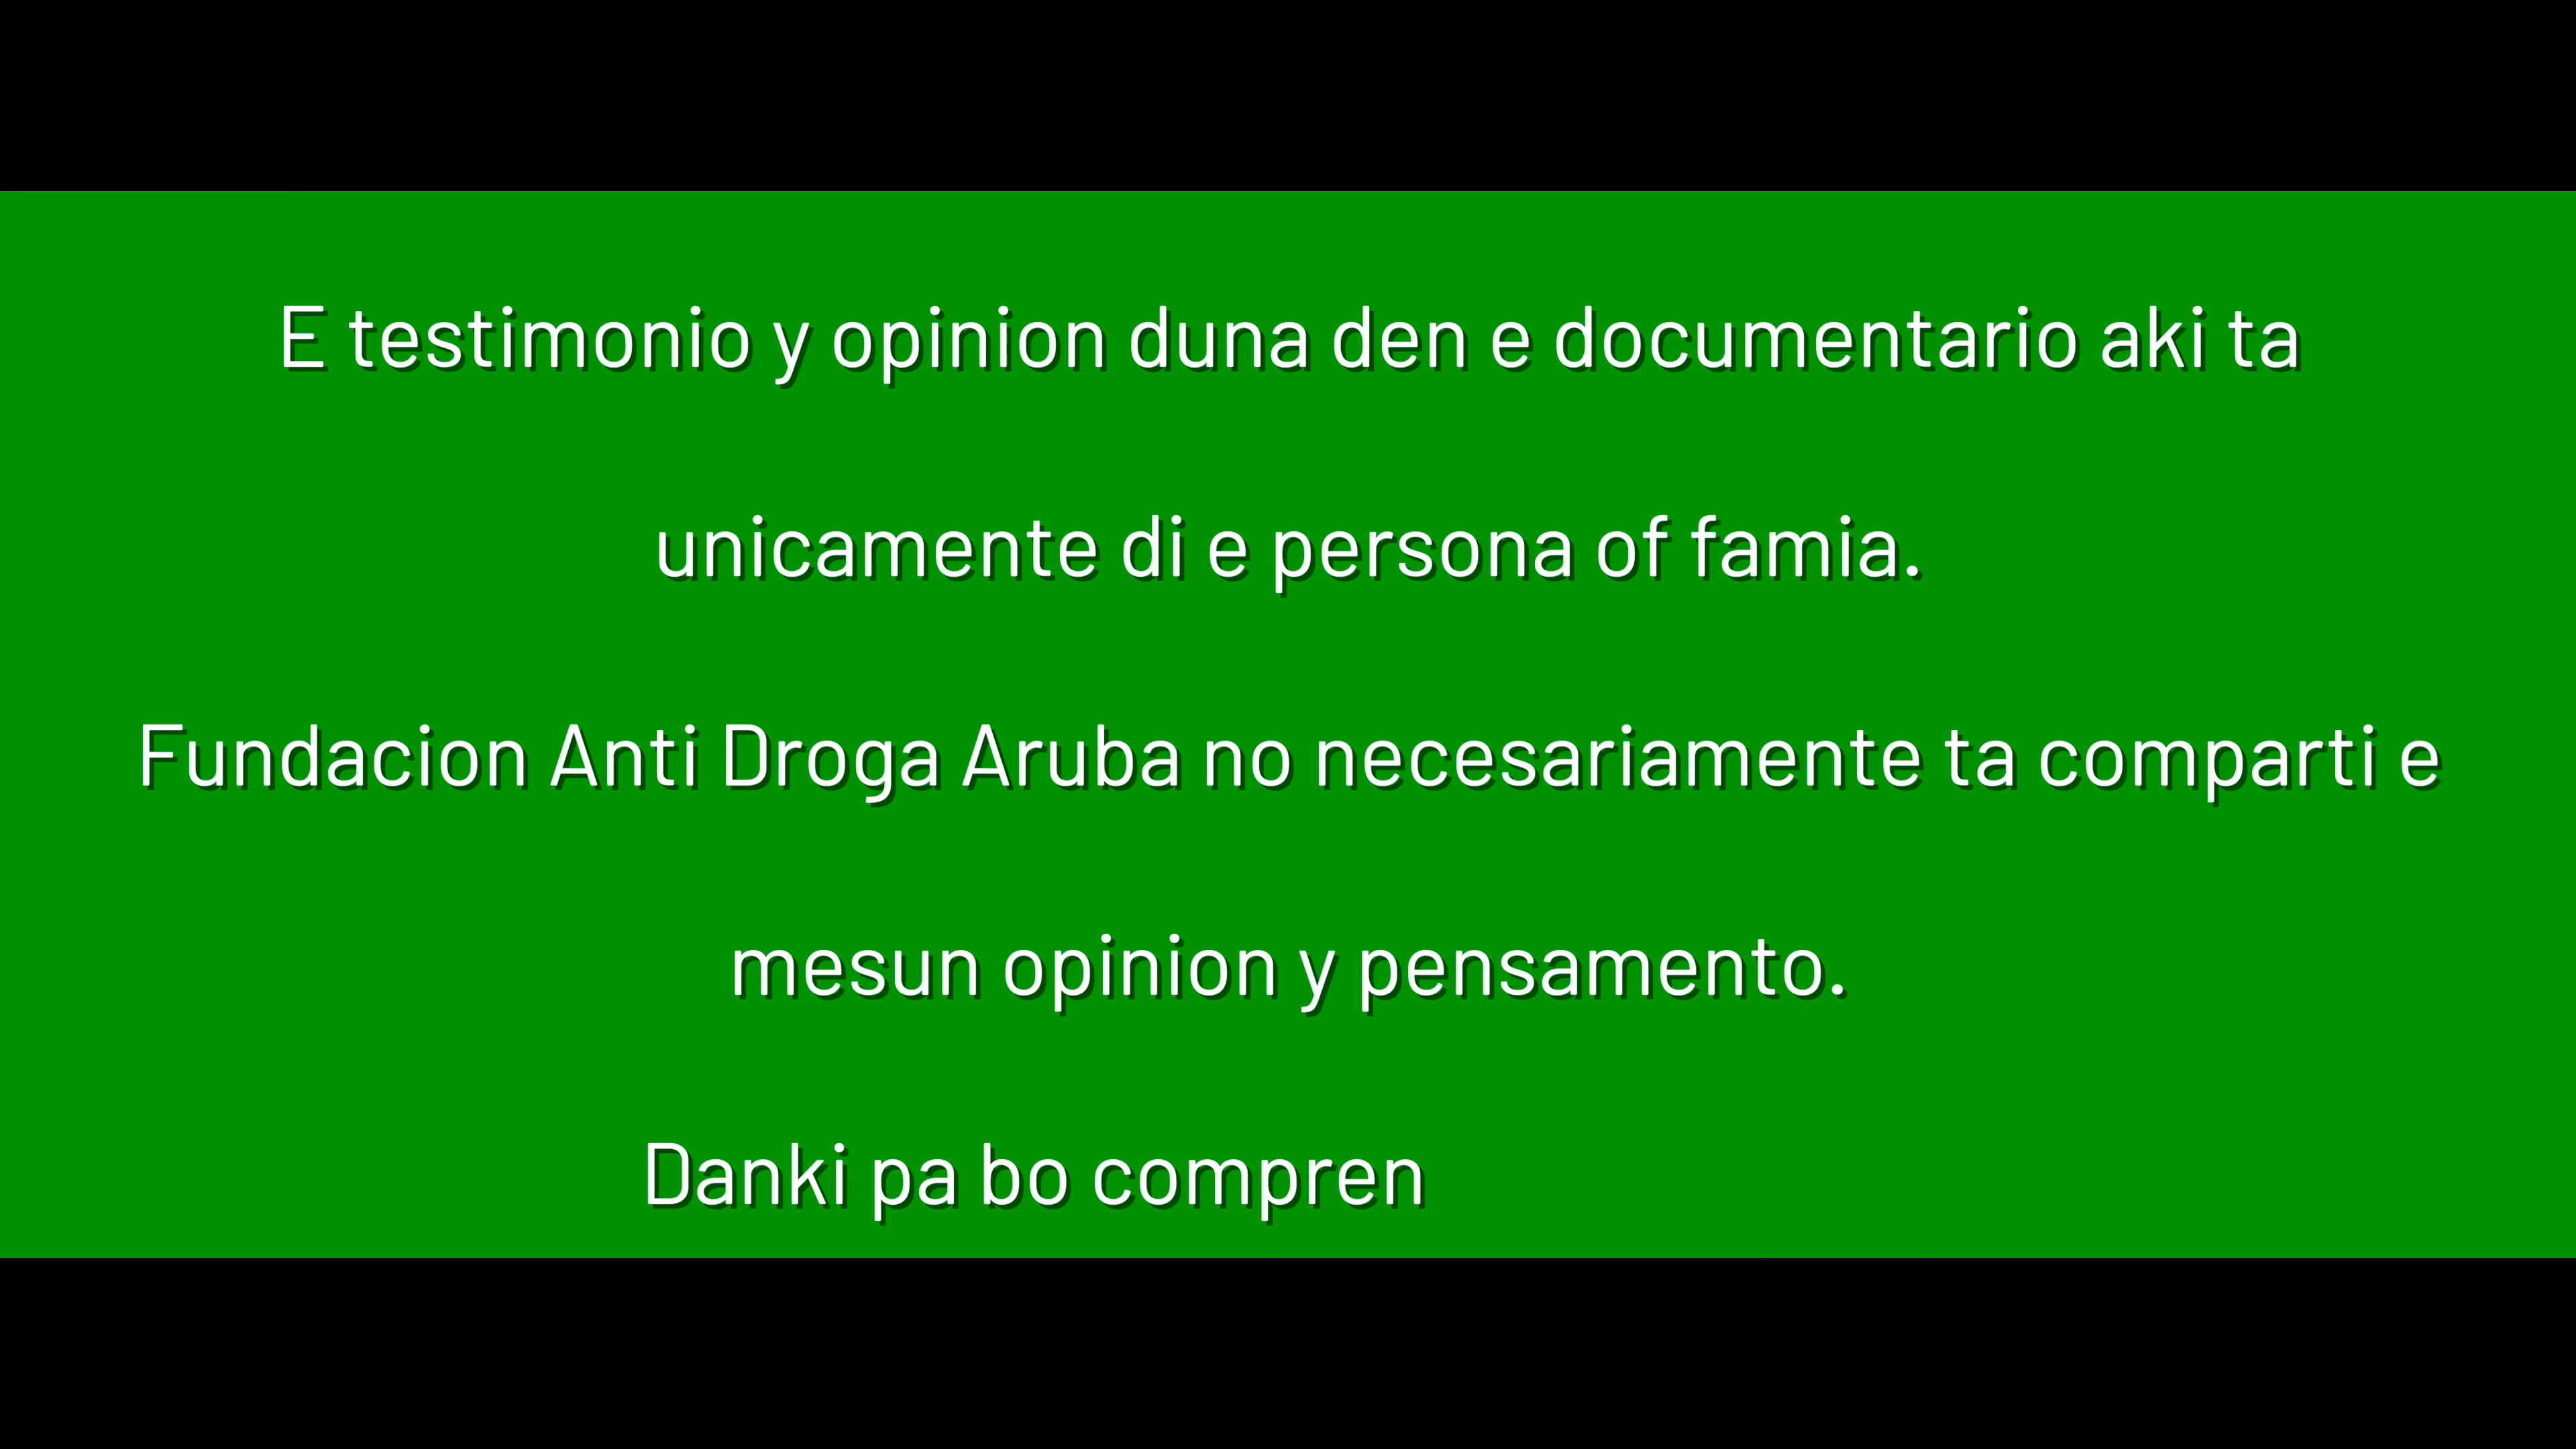 E testimonio y opinion duna den e documentario aki ta
unicamente di e persona of famia.
Fundacion Anti Droga Aruba no necesariamente ta comparti e
mesun opinion y pensamento.
Danki pa bo compren